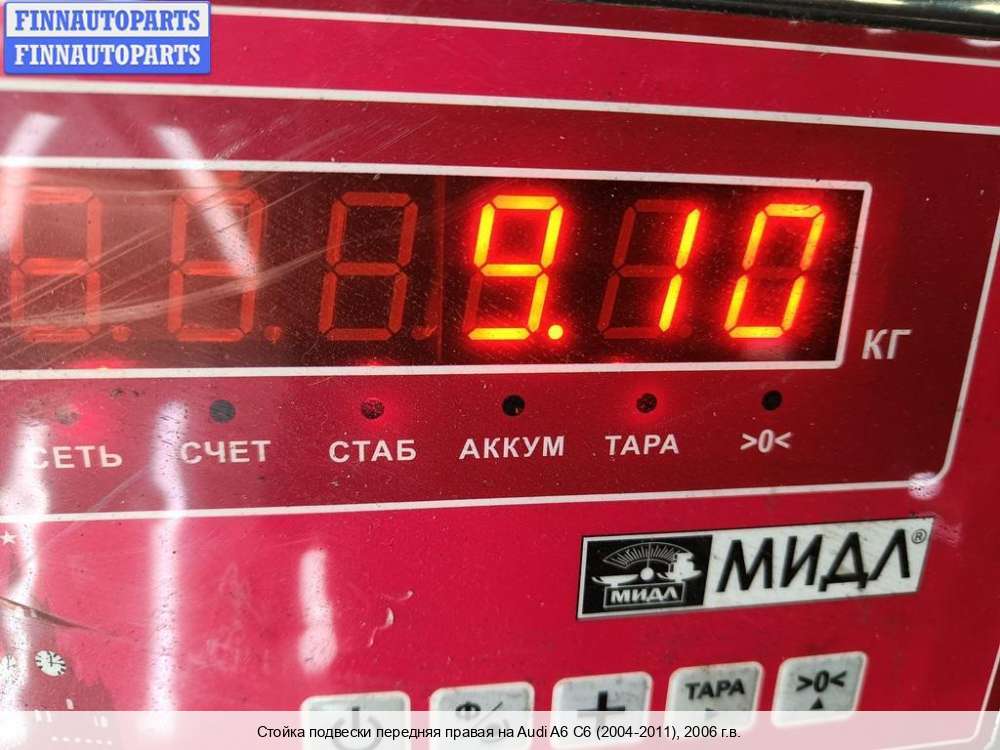 FINNAUTOPARTS
FINNAUTOPARTS
9.10
КГ
СЕТЬ СЧЕТ СТАБ АККУМ ТАРА >0<
МИДЛ МИДЛ®
Ф/ + ТАРА >0<
Стойка подвески передняя правая на Audi A6 C6 (2004-2011), 2006 г.в.